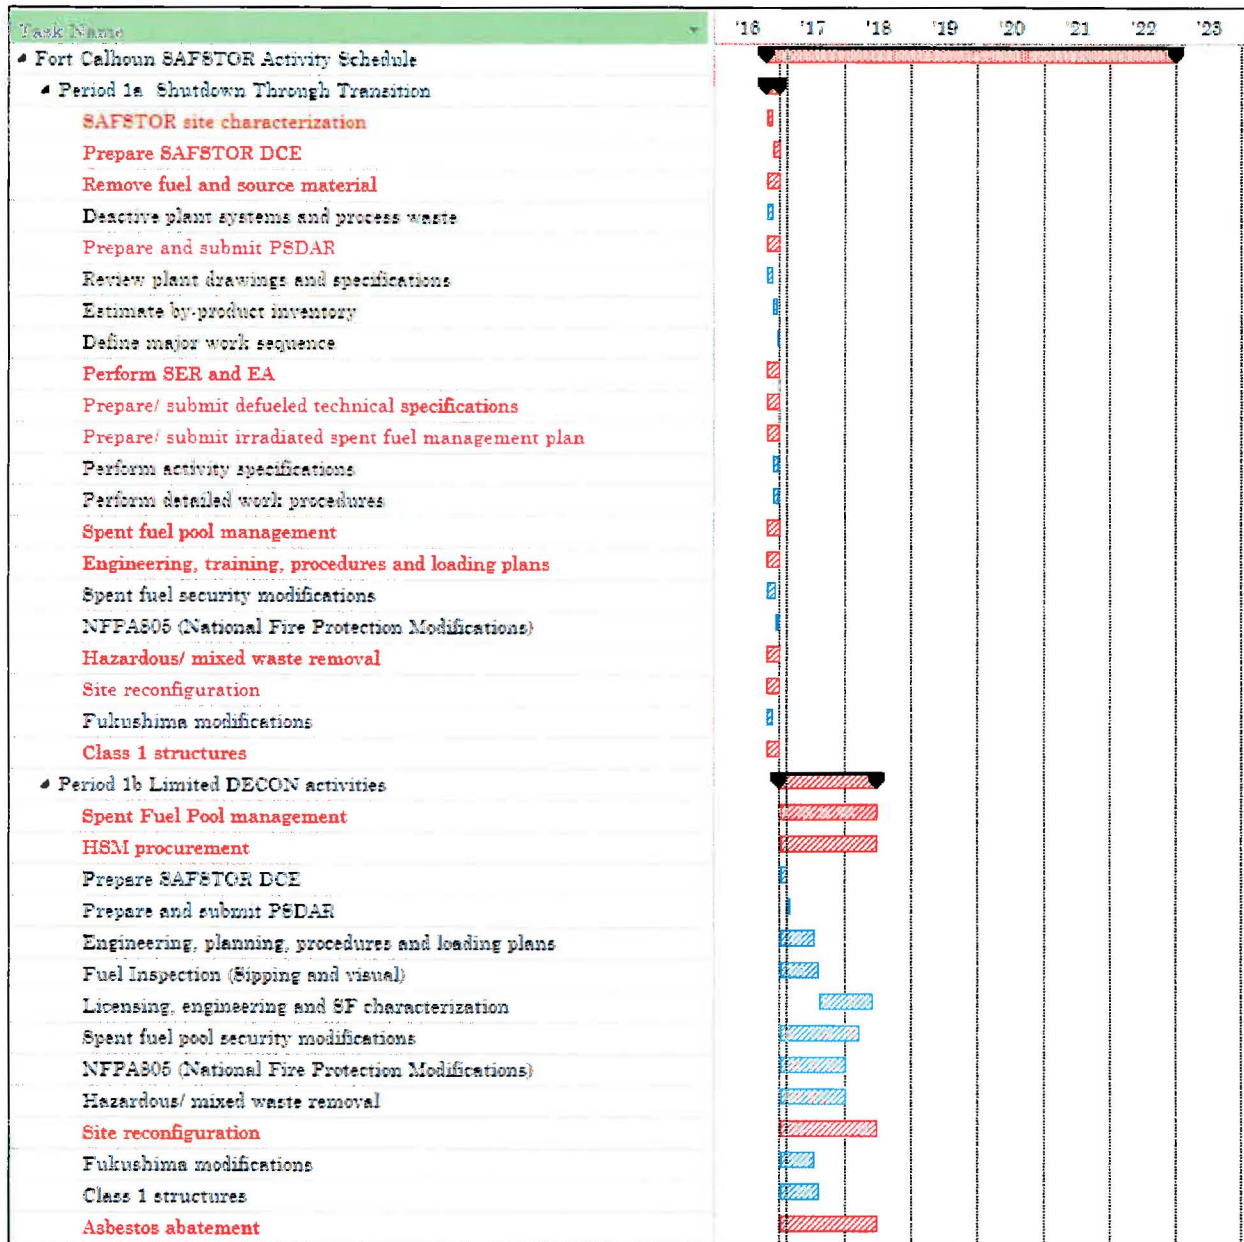 Task Name
'16 '17 '18 '19 '20 '21 '22 '23
Fort Calhoun SAFSTOR Activity Schedule
Period 1a Shutdown Through Transition
SAFSTOR site characterization
Prepare SAFSTOR DCE
Remove fuel and source material
Deactive plant systems and process waste
Prepare and submit PSDAR
Review plant drawings and specifications
Estimate by-product inventory
Define major work sequence
Perform SER and EA
Prepare/ submit defueled technical specifications
Prepare/ submit irradiated spent fuel management plan
Perform activity specifications
Perform detailed work procedures
Spent fuel pool management
Engineering, training, procedures and loading plans
Spent fuel security modifications
NFPA805 (National Fire Protection Modifications)
Hazardous/ mixed waste removal
Site reconfiguration
Fukushima modifications
Class 1 structures
Period 1b Limited DECON activities
Spent Fuel Pool management
HSM procurement
Prepare SAFSTOR DCE
Prepare and submit PSDAR
Engineering, planning, procedures and loading plans
Fuel Inspection (Sipping and visual)
Licensing, engineering and SF characterization
Spent fuel pool security modifications
NFPA805 (National Fire Protection Modifications)
Hazardous/ mixed waste removal
Site reconfiguration
Fukushima modifications
Class 1 structures
Asbestos abatement